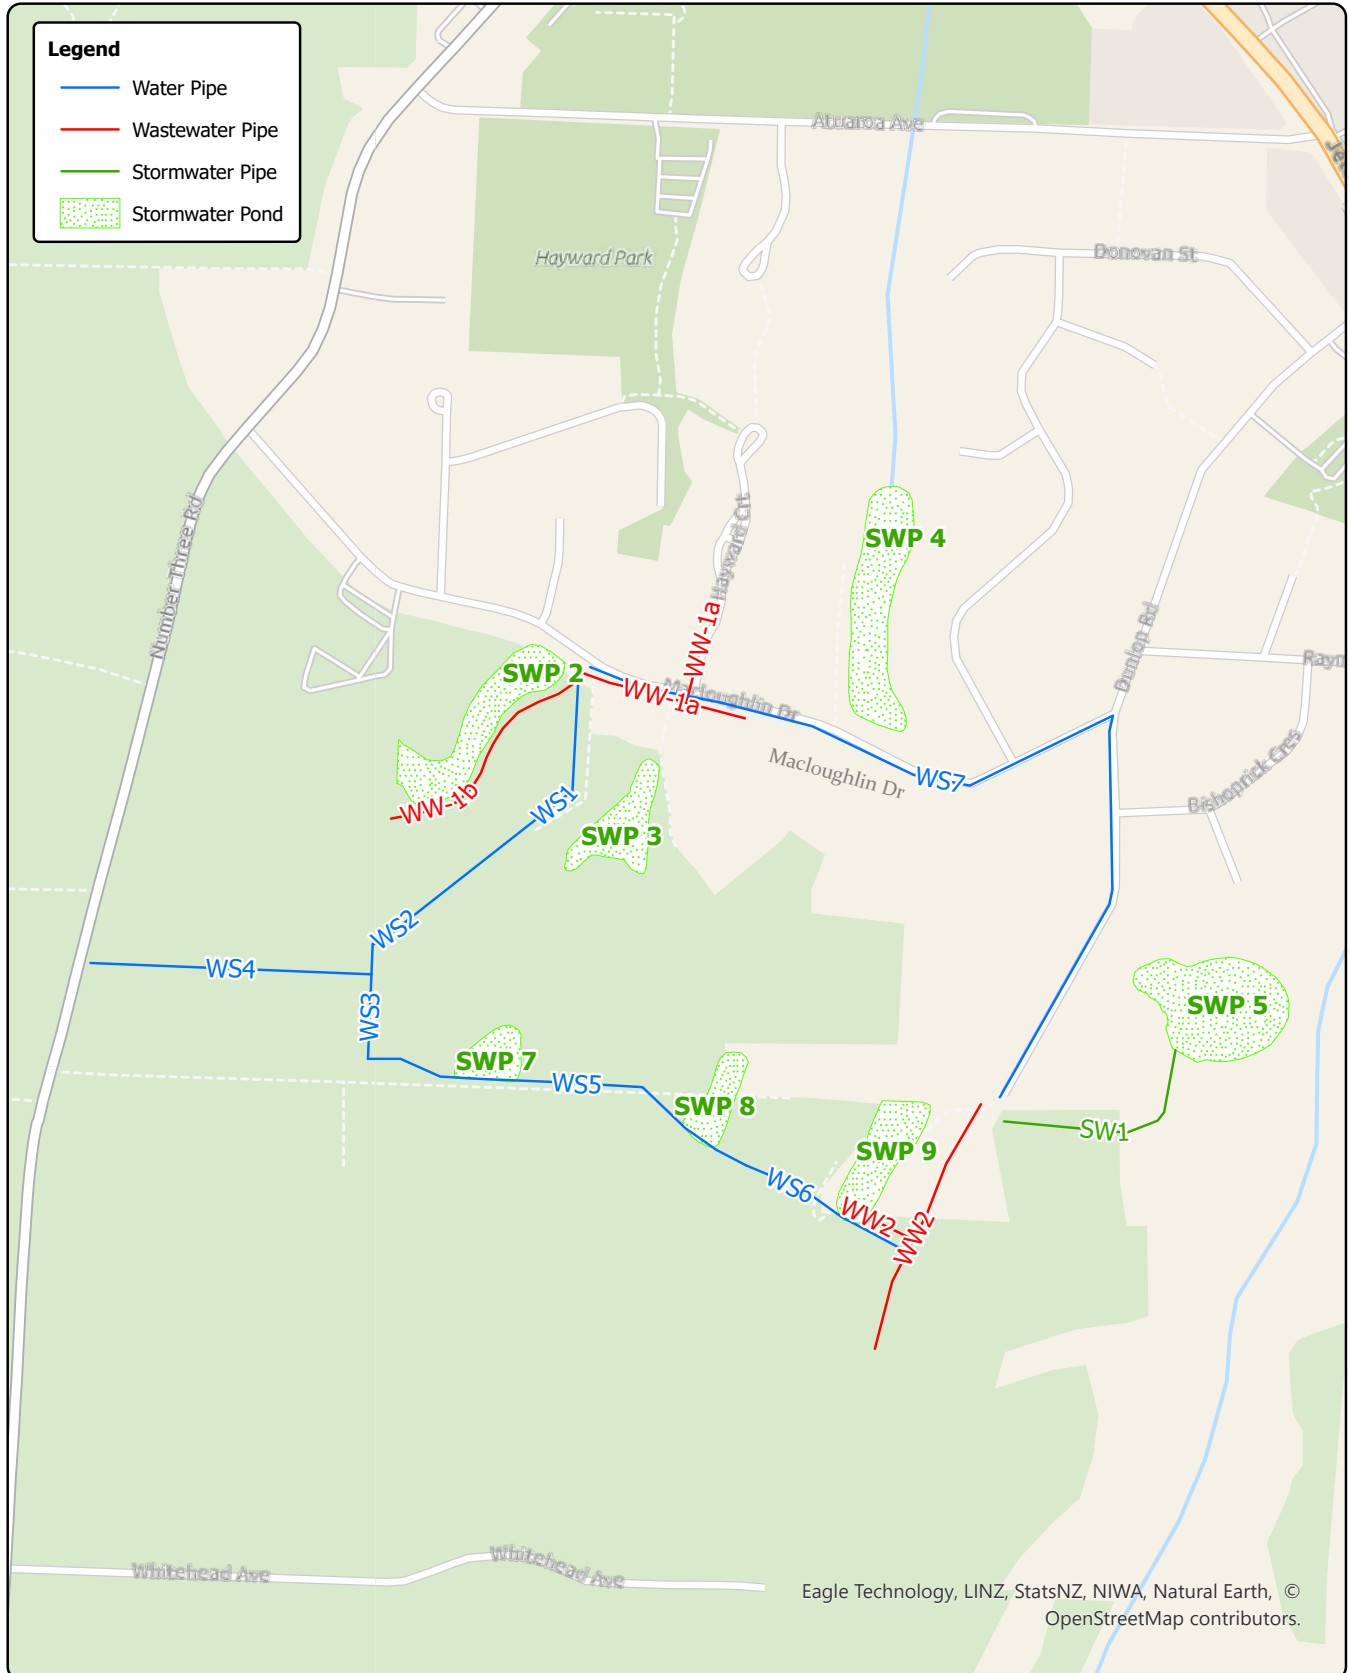 Legend
Water Pipe
Wastewater Pipe
Stormwater Pipe
Stormwater Pond
Atuaroa Ave
Hayward Park
Donovan St
Number Three Rd
Hayward Crt
SWP 4
WW-1a
Dunlop Rd
SWP 2
WW-1a
Macloughlin Dr
Macloughlin Dr
WS7
Bishoprick Cres
WW-1b
WS1
SWP 3
WS2
WS4
WS3
SWP 5
SWP 7
WS5
SWP 8
SW1
SWP 9
WS6
WW2
WW2
Whitehead Ave
Whitehead Ave
Eagle Technology, LINZ, StatsNZ, NIWA, Natural Earth, ©
OpenStreetMap contributors.